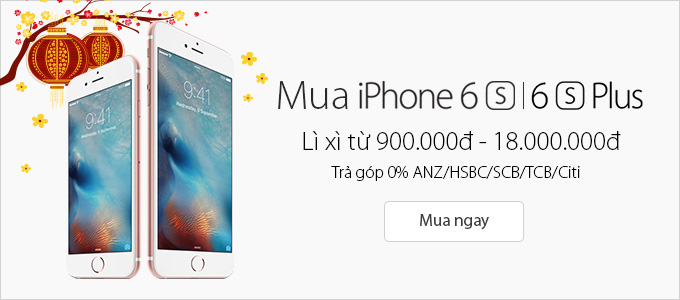 Mua iPhone 6 S | 6 S Plus
Lì xì từ 900.000đ - 18.000.000đ
Trả góp 0% ANZ/HSBC/SCB/TCB/Citi
Mua ngay
9:41
9:41